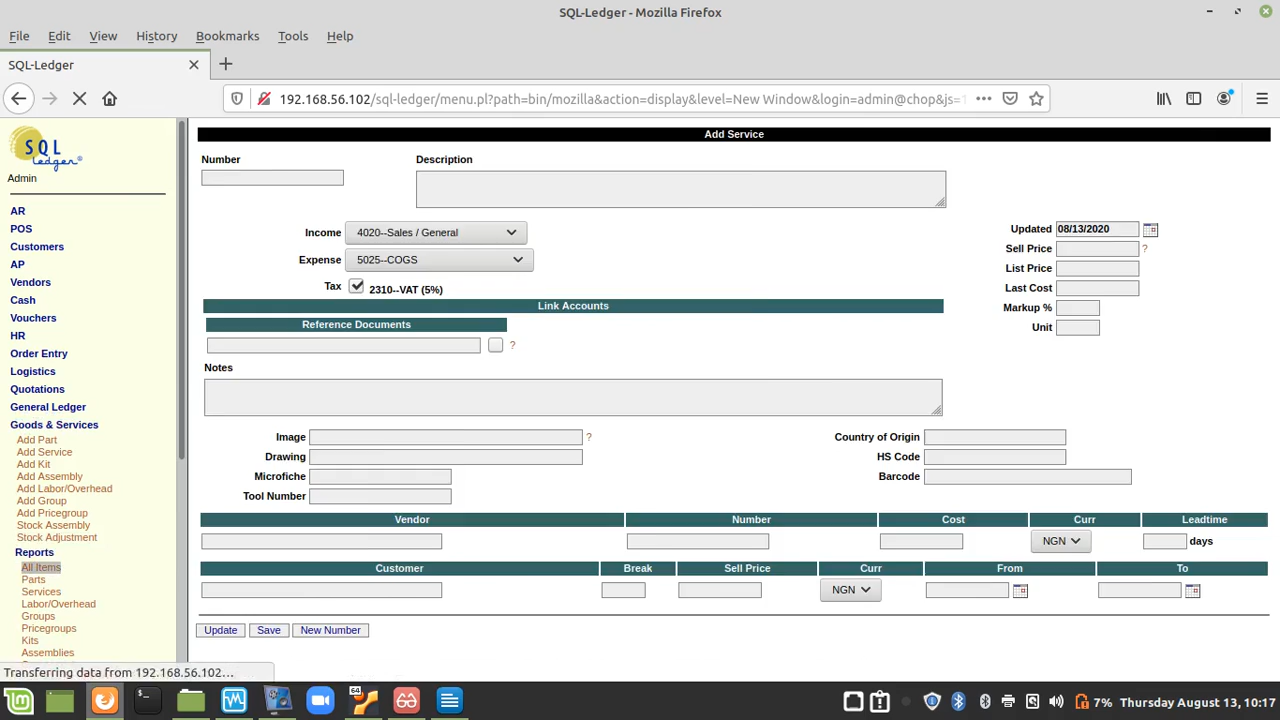 SQL-Ledger - Mozilla Firefox
File Edit View History Bookmarks Tools Help
SQL-Ledger
192.168.56.102/sql-ledger/menu.pl?path=bin/mozilla&action=display&level=New Window&login=admin@chop&js=1
SQL
Ledger
Admin
AR
POS
Customers
AP
Vendors
Cash
Vouchers
HR
Order Entry
Logistics
Quotations
General Ledger
Goods & Services
Add Part
Add Service
Add Kit
Add Assembly
Add Labor/Overhead
Add Group
Add Pricegroup
Stock Assembly
Stock Adjustment
Reports
All Items
Parts
Services
Labor/Overhead
Groups
Pricegroups
Kits
Assemblies
Add Service
Number Description
Income 4020--Sales / General
Expense 5025--COGS
Tax 2310--VAT (5%)
Updated 08/13/2020
Sell Price ?
List Price
Last Cost
Markup %
Unit
Link Accounts
Reference Documents
?
Notes
Image ? Country of Origin
Drawing HS Code
Microfiche Barcode
Tool Number
Vendor Number Cost Curr Leadtime
NGN days
Customer Break Sell Price Curr From To
NGN
Update Save New Number
Transferring data from 192.168.56.102...
64
7% Thursday August 13, 10:17